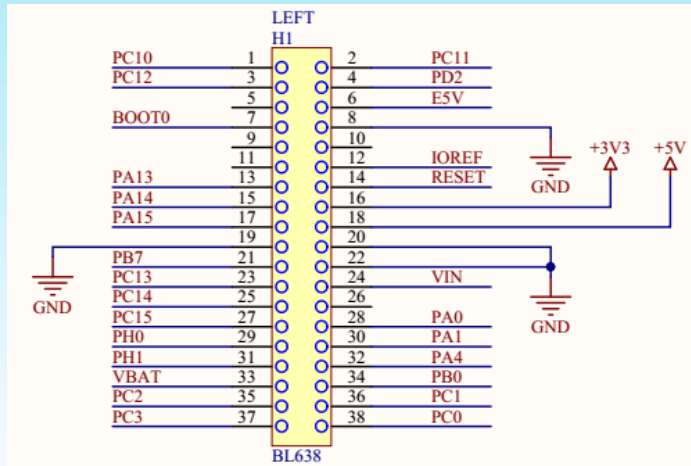 LEFT
H1
PC10 1 2 PC11
PC12 3 4 PD2
5 6 E5V
BOOT0 7 8
9 10
11 12 IOREF
PA13 13 14 RESET
PA14 15 16
PA15 17 18
19 20
PB7 21 22
PC13 23 24 VIN
PC14 25 26
PC15 27 28 PA0
PH0 29 30 PA1
PH1 31 32 PA4
VBAT 33 34 PB0
PC2 35 36 PC1
PC3 37 38 PC0
BL638
GND
+3V3 +5V
GND
GND